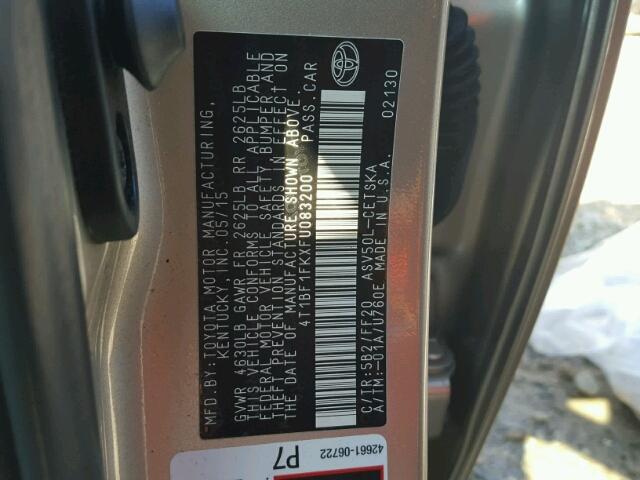 MFD. BY: TOYOTA MOTOR MANUFACTURING,
KENTUCKY, INC. 05/15
GVWR 4630LB GAWR FR 2625LB RR 2625LB
THIS VEHICLE CONFORMS TO ALL APPLICABLE
FEDERAL MOTOR VEHICLE SAFETY, BUMPER, AND
THEFT PREVENTION STANDARDS IN EFFECT ON
THE DATE OF MANUFACTURE SHOWN ABOVE.
4T1BF1FKXFU083200 PASS. CAR
C/TR:5B2/FF20 ASV50L-CETSKA
A/TM:-01A/U760E MADE IN U.S.A. 02130
42661-06722
P7